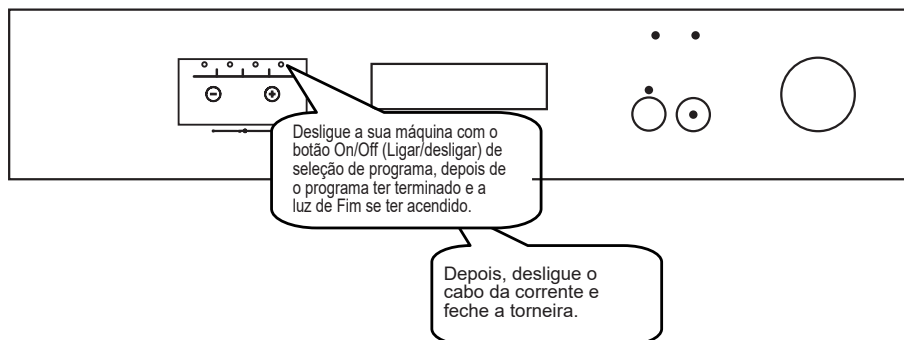 Desligue a sua máquina com o
botão On/Off (Ligar/desligar) de
seleção de programa, depois de
o programa ter terminado e a
luz de Fim se ter acendido.
Depois, desligue o
cabo da corrente e
feche a torneira.